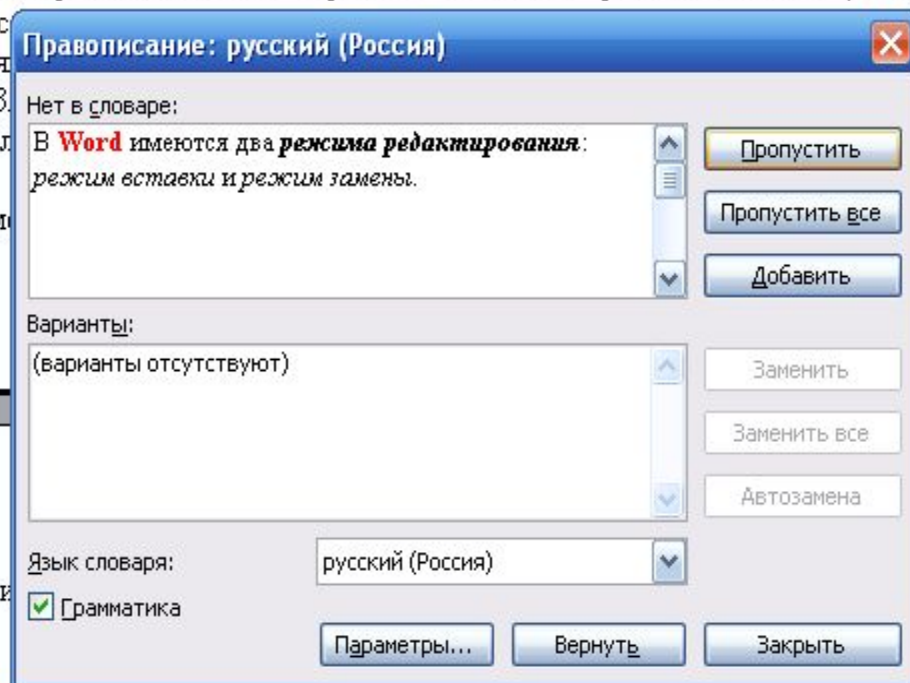 Правописание: русский (Россия)
Нет в словаре:
В Word имеются два режима редактирования:
режим вставки и режим замены.
Пропустить
Пропустить все
Добавить
Варианты:
(варианты отсутствуют)
Заменить
Заменить все
Автозамена
Язык словаря:
русский (Россия)
Грамматика
Параметры...
Вернуть
Закрыть